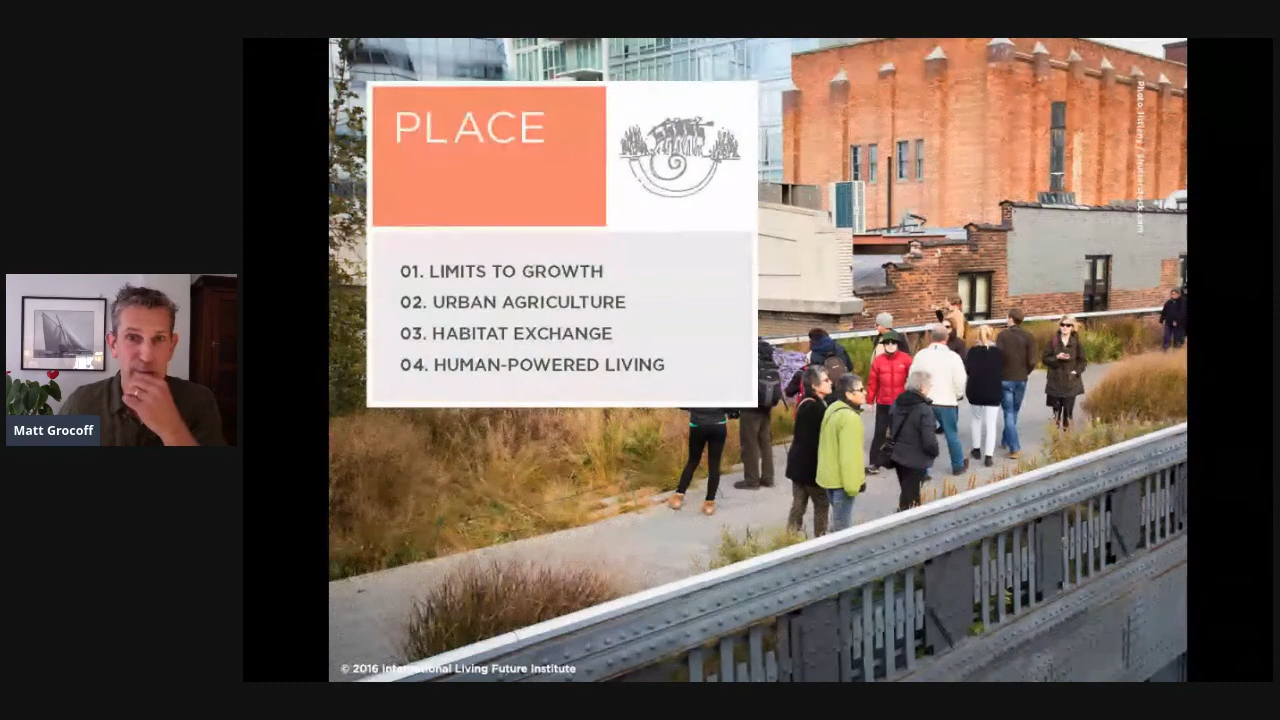 PLACE
01. LIMITS TO GROWTH
02. URBAN AGRICULTURE
03. HABITAT EXCHANGE
04. HUMAN-POWERED LIVING
Matt Grocoff
© 2016 International Living Future Institute